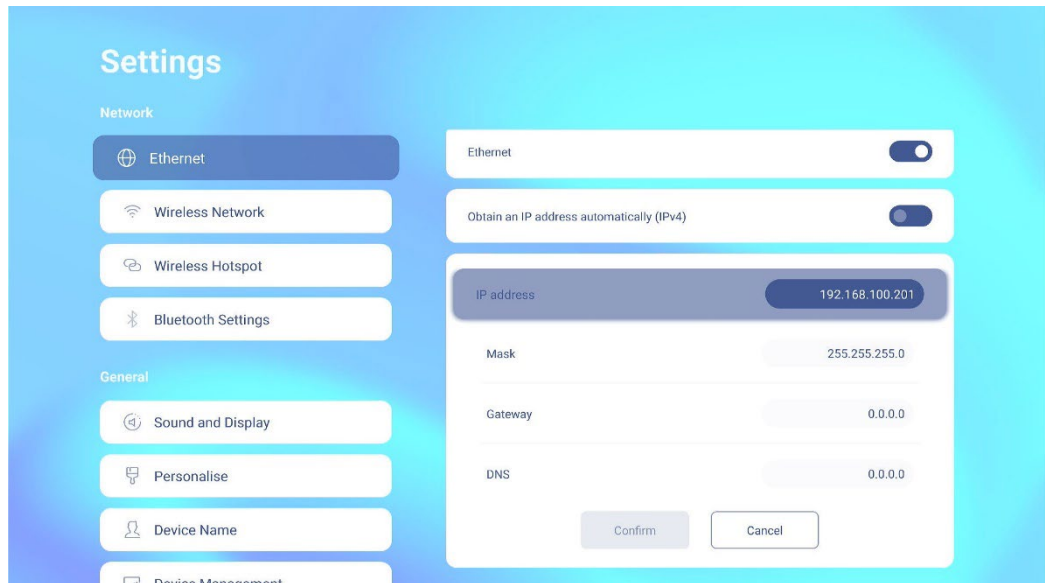 Settings
Network
Ethernet
Wireless Network
Wireless Hotspot
Bluetooth Settings
General
Sound and Display
Personalise
Device Name
Device Management
Ethernet
Obtain an IP address automatically (IPv4)
IP address 192.168.100.201
Mask 255.255.255.0
Gateway 0.0.0.0
DNS 0.0.0.0
Confirm Cancel